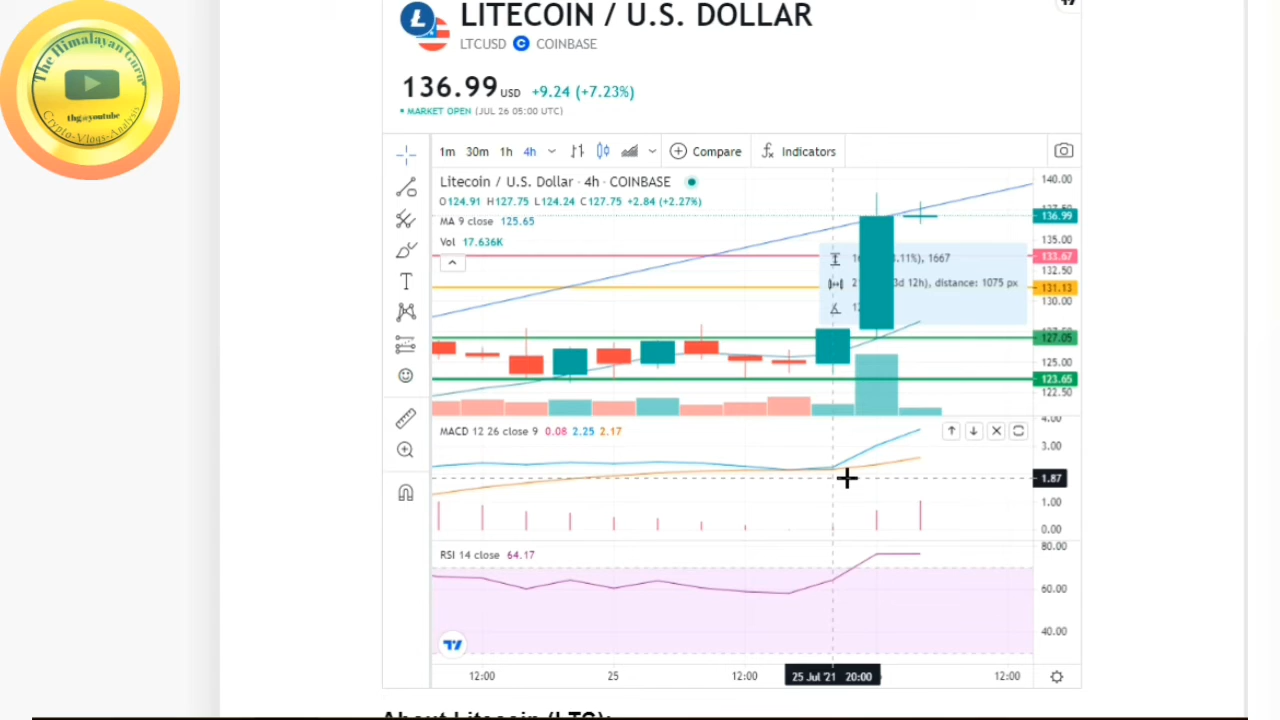 The Himalayan Guru
thg@youtube
Crypto-Vlogs-Analysis
LITECOIN / U.S. DOLLAR
LTCUSD COINBASE
136.99 USD +9.24 (+7.23%)
MARKET OPEN (JUL 26 05:00 UTC)
1m 30m 1h 4h Compare Indicators
Litecoin / U.S. Dollar · 4h · COINBASE
O124.91 H127.75 L124.24 C127.75 +2.84 (+2.27%)
MA 9 close 125.65
Vol 17.636K
.11%), 1667
3d 12h), distance: 1075 px
140.00
136.99
135.00
133.67
132.50
131.13
130.00
127.05
125.00
123.65
122.50
MACD 12 26 close 9 0.08 2.25 2.17
4.00
3.00
1.87
1.00
0.00
RSI 14 close 64.17
80.00
60.00
40.00
12:00 25 12:00 25 Jul '21 20:00 12:00
About Litecoin (LTC):